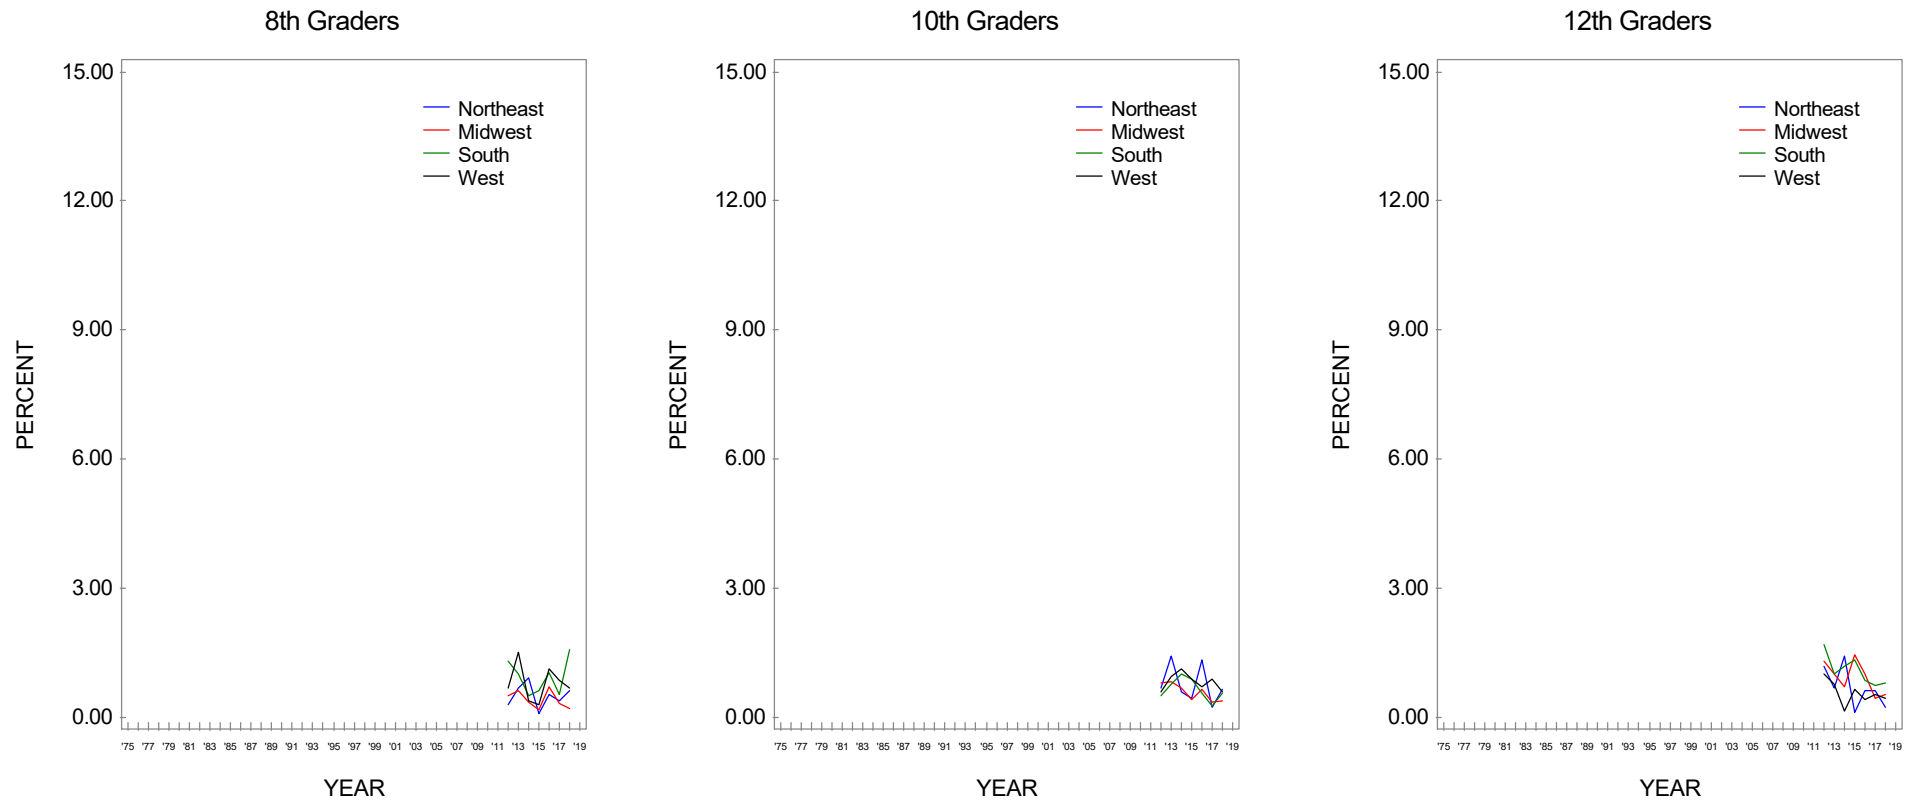 8th Graders
15.00
12.00
9.00
6.00
3.00
0.00
PERCENT
Northeast
Midwest
South
West
'75 '77 '79 '81 '83 '85 '87 '89 '91 '93 '95 '97 '99 '01 '03 '05 '07 '09 '11 '13 '15 '17 '19
YEAR
10th Graders
15.00
12.00
9.00
6.00
3.00
0.00
PERCENT
Northeast
Midwest
South
West
'75 '77 '79 '81 '83 '85 '87 '89 '91 '93 '95 '97 '99 '01 '03 '05 '07 '09 '11 '13 '15 '17 '19
YEAR
12th Graders
15.00
12.00
9.00
6.00
3.00
0.00
PERCENT
Northeast
Midwest
South
West
'75 '77 '79 '81 '83 '85 '87 '89 '91 '93 '95 '97 '99 '01 '03 '05 '07 '09 '11 '13 '15 '17 '19
YEAR